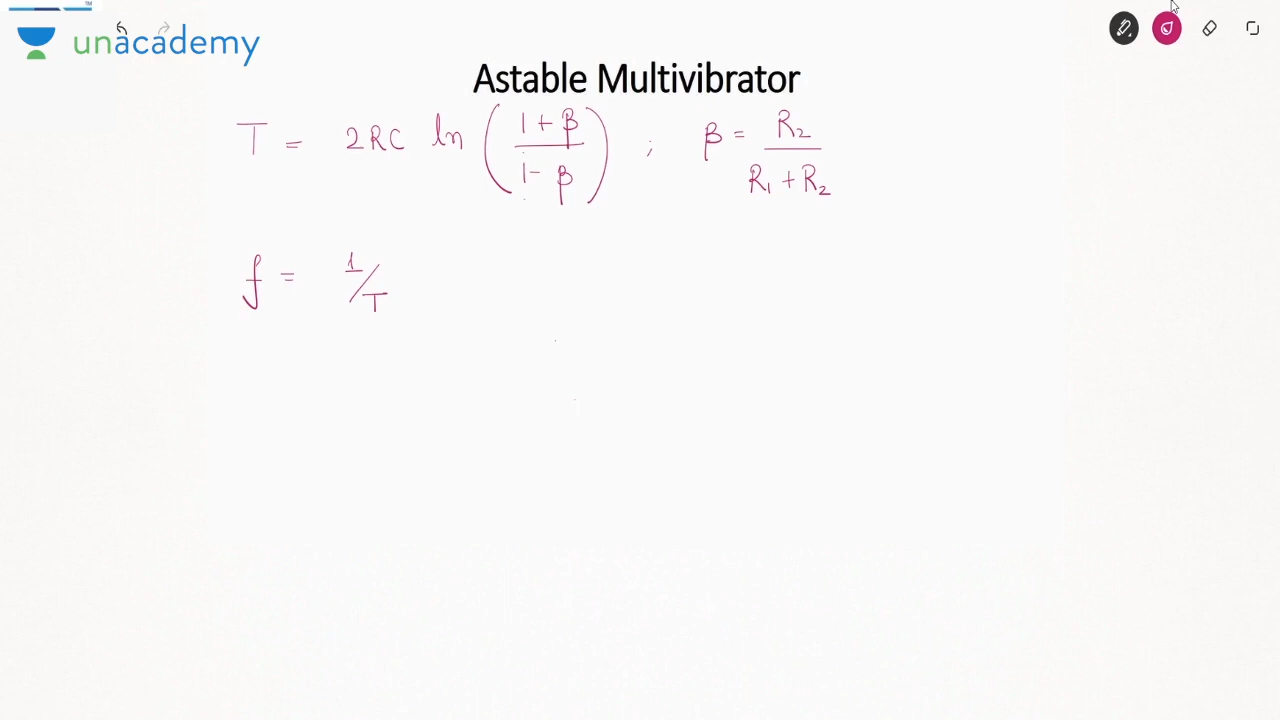 unacademy
Astable Multivibrator
T = 2RC ln ( (1 + β) / (1 - β) ) ; β = R₂ / (R₁ + R₂)
f = 1/T